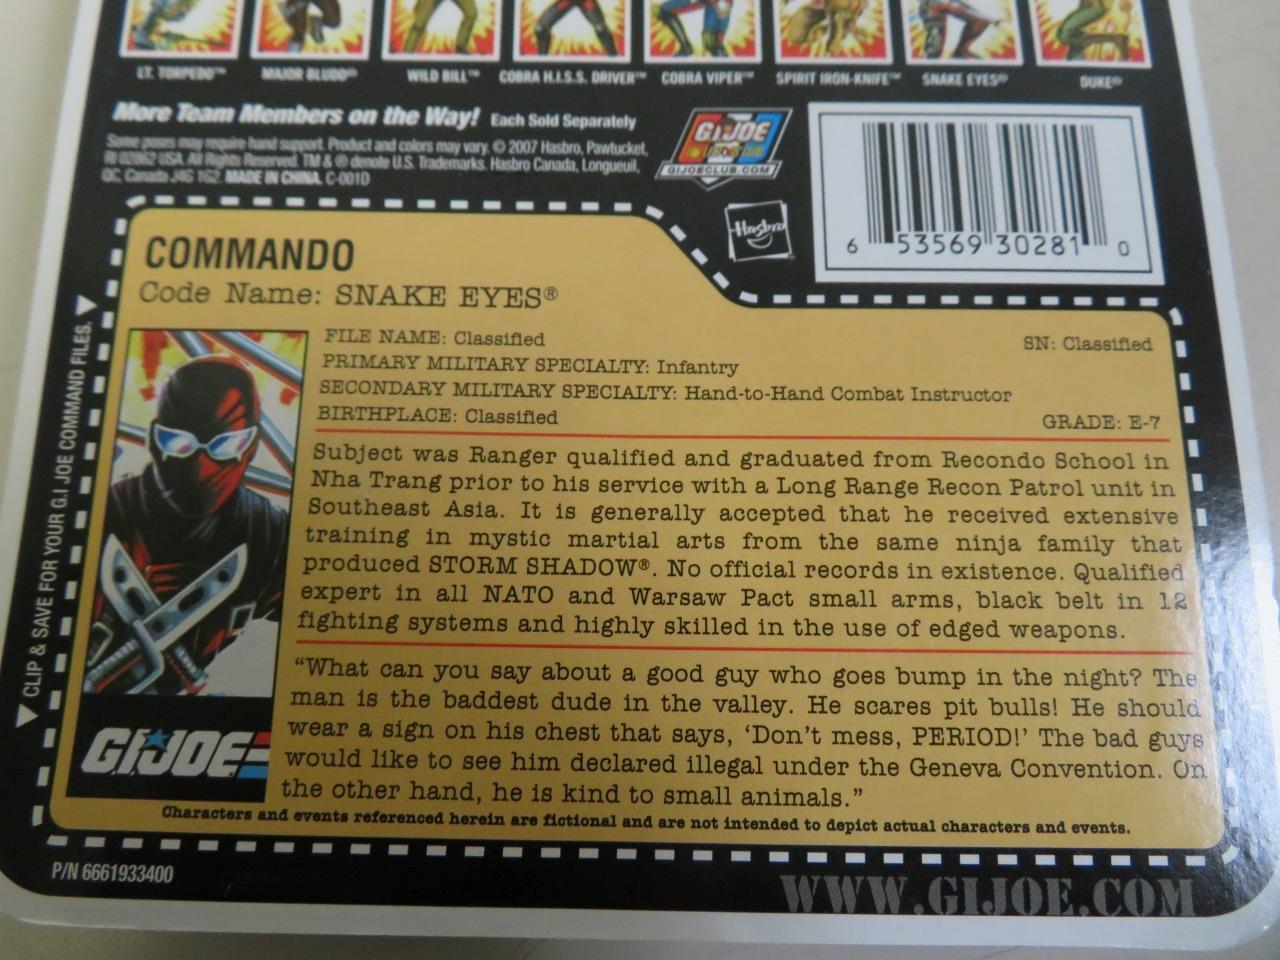 LT. TORPEDO™ MAJOR BLUDD® WILD BILL™ COBRA H.I.S.S. DRIVER™ COBRA VIPER™ SPIRIT IRON-KNIFE™ SNAKE EYES® DUKE®
More Team Members on the Way! Each Sold Separately
Some poses may require hand support. Product and colors may vary. © 2007 Hasbro, Pawtucket,
RI 02862 USA. All Rights Reserved. TM & ® denote U.S. Trademarks. Hasbro Canada, Longueuil,
QC, Canada J4G 1G2. MADE IN CHINA. C-001D
GI JOE
GIJOECLUB.COM
Hasbro
6 53569 30281 0
COMMANDO
Code Name: SNAKE EYES®
FILE NAME: Classified SN: Classified
PRIMARY MILITARY SPECIALTY: Infantry
SECONDARY MILITARY SPECIALTY: Hand-to-Hand Combat Instructor
BIRTHPLACE: Classified GRADE: E-7
Subject was Ranger qualified and graduated from Recondo School in
Nha Trang prior to his service with a Long Range Recon Patrol unit in
Southeast Asia. It is generally accepted that he received extensive
training in mystic martial arts from the same ninja family that
produced STORM SHADOW®. No official records in existence. Qualified
expert in all NATO and Warsaw Pact small arms, black belt in 12
fighting systems and highly skilled in the use of edged weapons.
“What can you say about a good guy who goes bump in the night? The
man is the baddest dude in the valley. He scares pit bulls! He should
wear a sign on his chest that says, ‘Don’t mess, PERIOD!’ The bad guys
would like to see him declared illegal under the Geneva Convention. On
the other hand, he is kind to small animals.”
G.I. JOE
Characters and events referenced herein are fictional and are not intended to depict actual characters and events.
CLIP & SAVE FOR YOUR G.I. JOE COMMAND FILES.
P/N 6661933400
WWW.GIJOE.COM